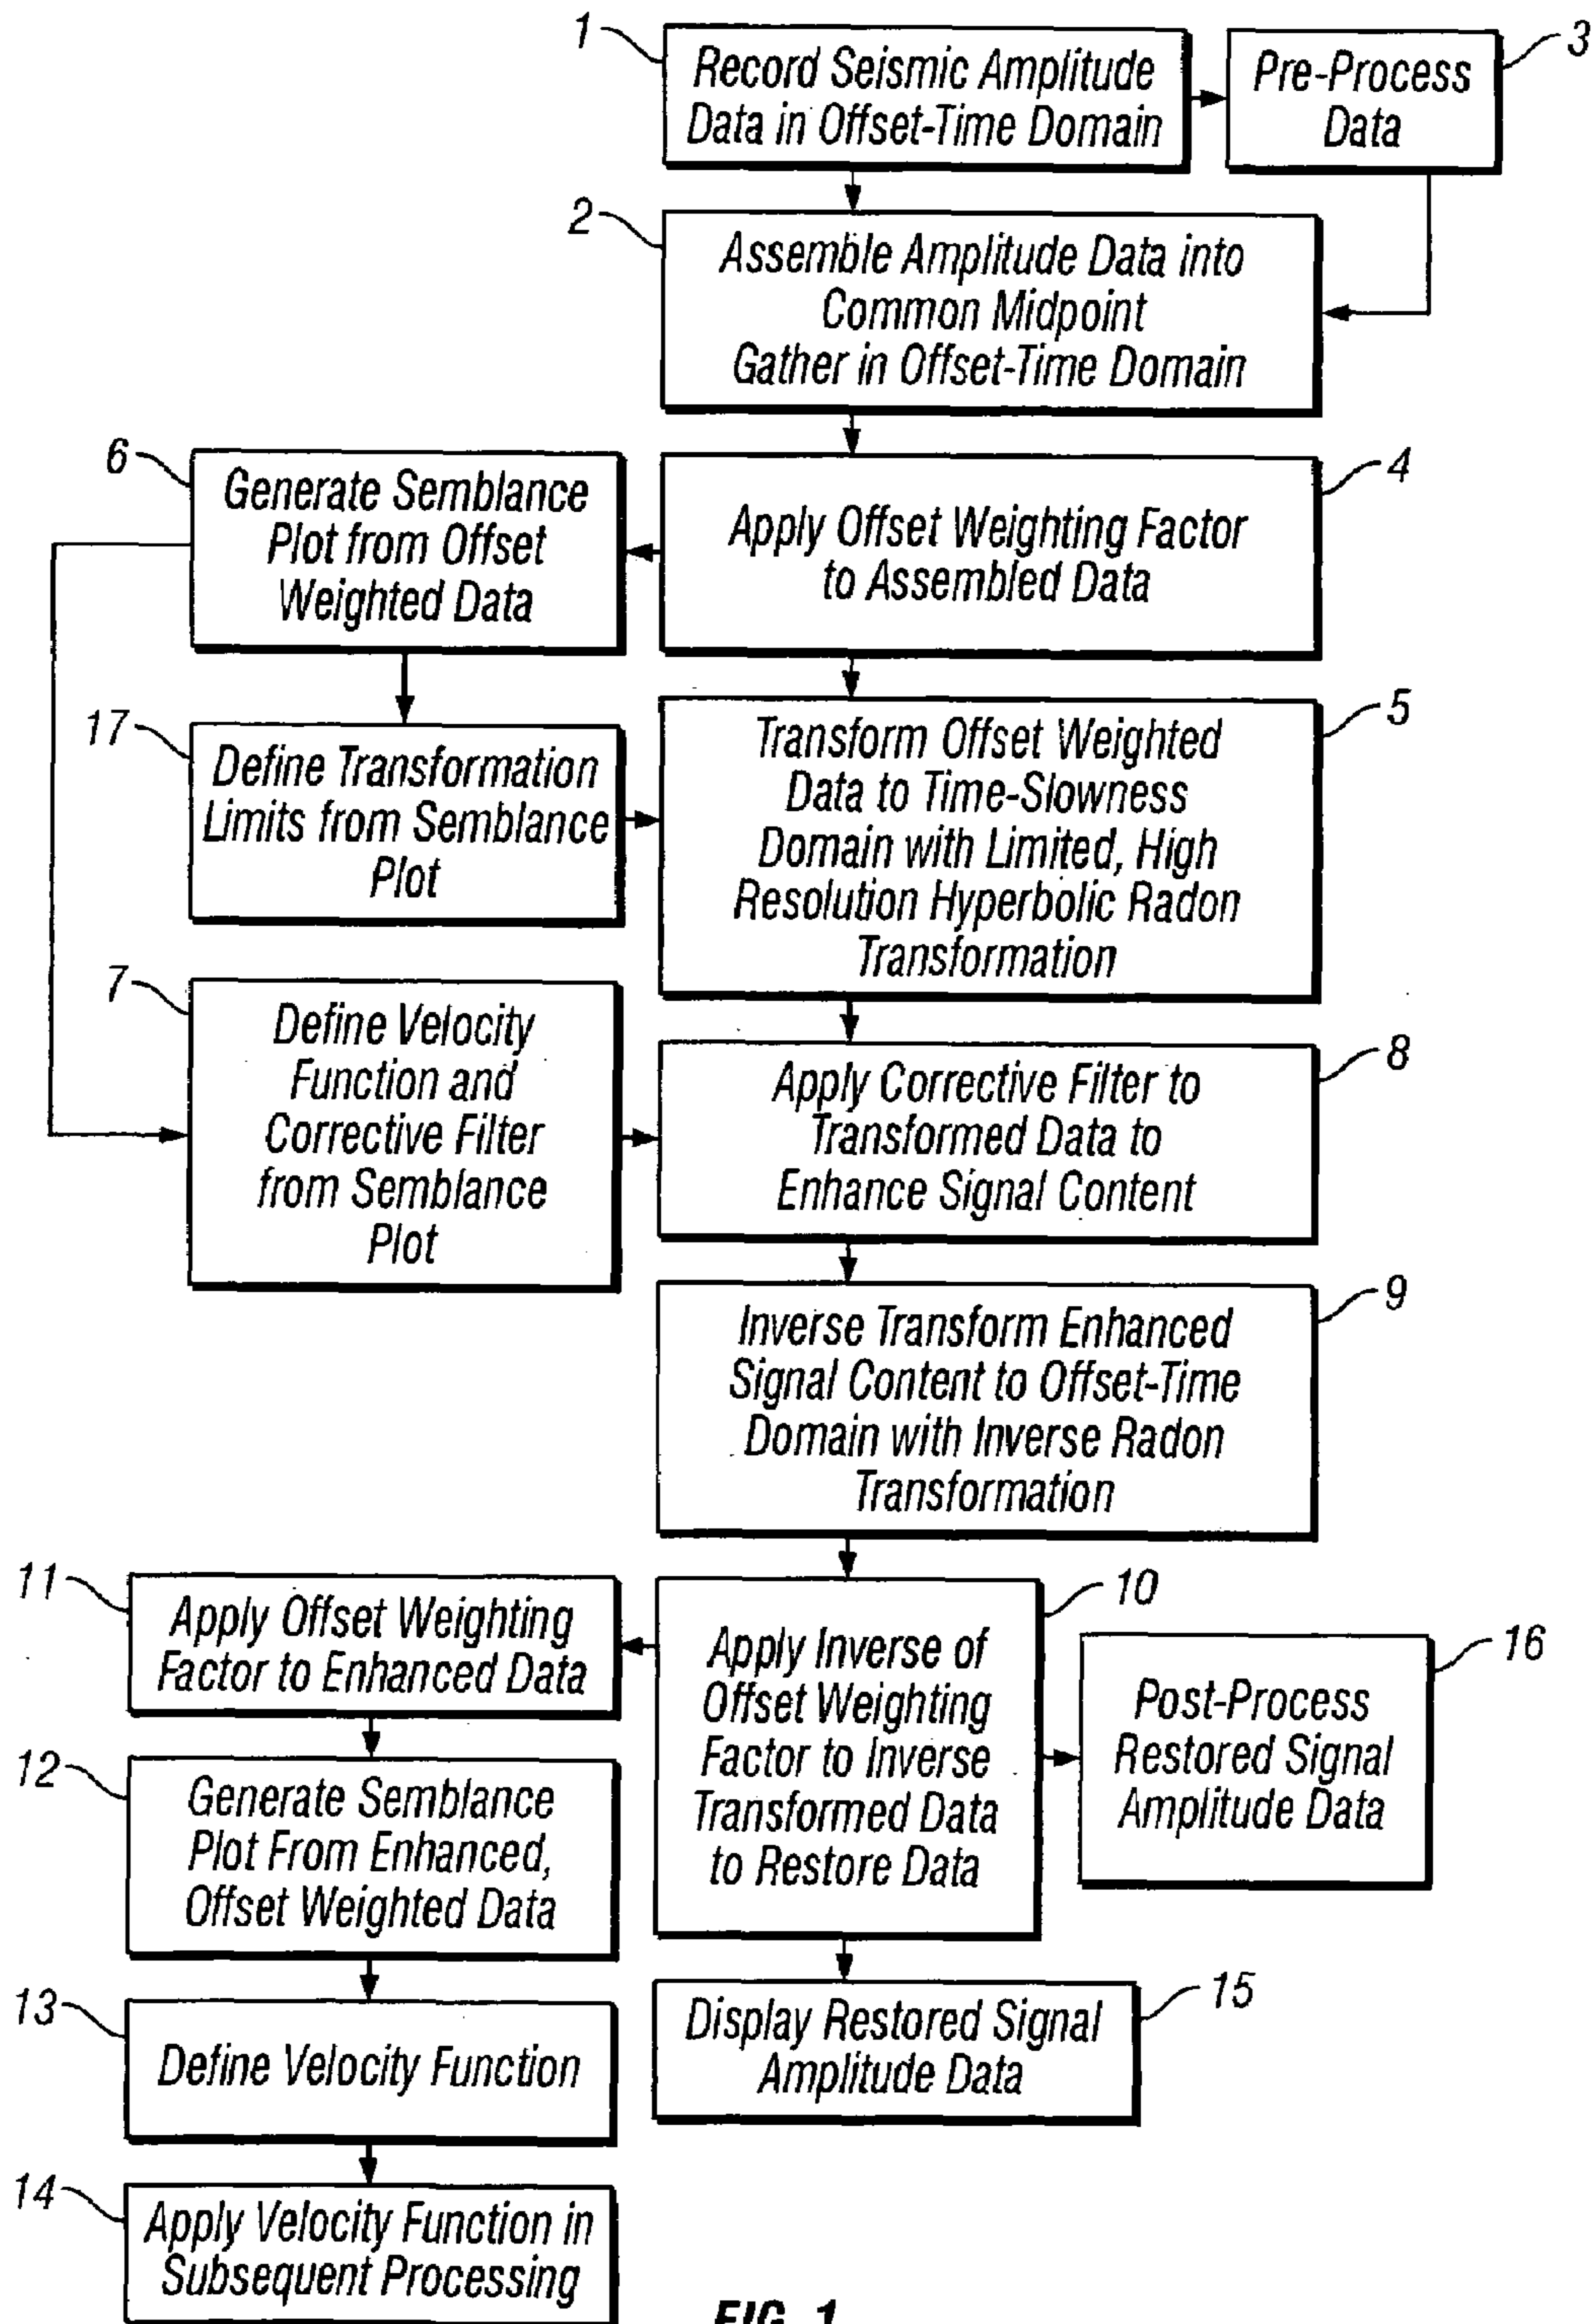 1
Record Seismic Amplitude
Data in Offset-Time Domain
3
Pre-Process
Data
2
Assemble Amplitude Data into
Common Midpoint
Gather in Offset-Time Domain
6
Generate Semblance
Plot from Offset
Weighted Data
4
Apply Offset Weighting Factor
to Assembled Data
17
Define Transformation
Limits from Semblance
Plot
5
Transform Offset Weighted
Data to Time-Slowness
Domain with Limited, High
Resolution Hyperbolic Radon
Transformation
7
Define Velocity
Function and
Corrective Filter
from Semblance
Plot
8
Apply Corrective Filter to
Transformed Data to
Enhance Signal Content
9
Inverse Transform Enhanced
Signal Content to Offset-Time
Domain with Inverse Radon
Transformation
11
Apply Offset Weighting
Factor to Enhanced Data
10
Apply Inverse of
Offset Weighting
Factor to Inverse
Transformed Data
to Restore Data
16
Post-Process
Restored Signal
Amplitude Data
12
Generate Semblance
Plot From Enhanced,
Offset Weighted Data
13
Define Velocity Function
15
Display Restored Signal
Amplitude Data
14
Apply Velocity Function in
Subsequent Processing
FIG. 1